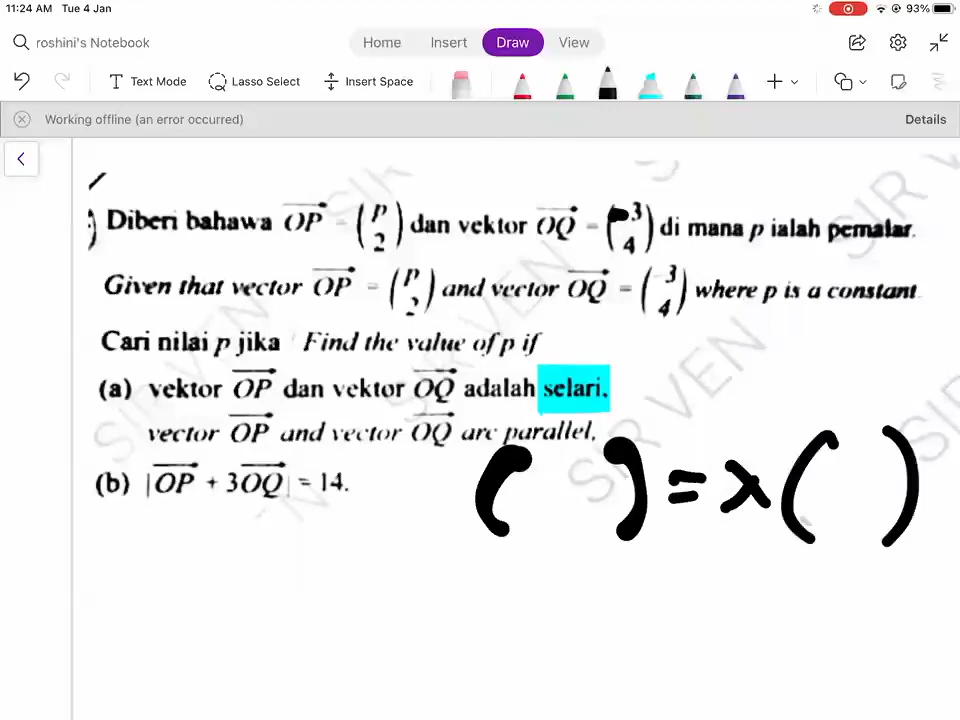 11:24 AM Tue 4 Jan 93%
roshini's Notebook Home Insert Draw View
Text Mode Lasso Select Insert Space
Working offline (an error occurred) Details
Diberi bahawa OP = (p 2) dan vektor OQ = (-3 4) di mana p ialah pemalar.
Given that vector OP = (p 2) and vector OQ = (-3 4) where p is a constant
Cari nilai p jika Find the value of p if
(a) vektor OP dan vektor OQ adalah selari.
vector OP and vector OQ are parallel.
(b) |OP + 3OQ| = 14.
( ) = x ( )
SIR VEN